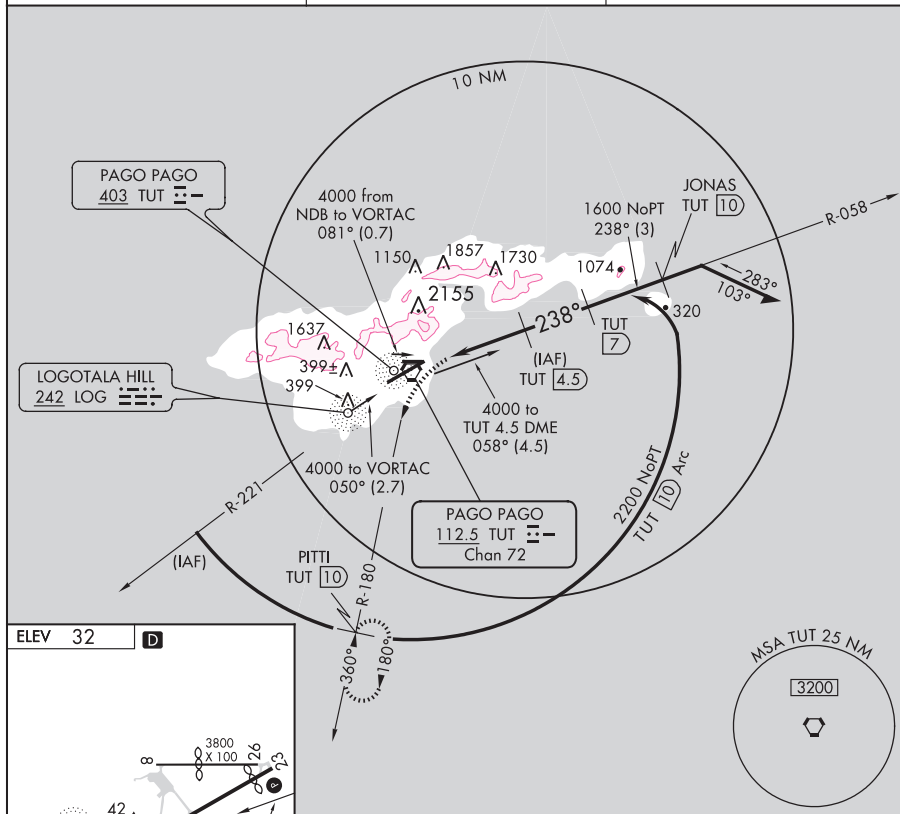 10 NM
PAGO PAGO
403 TUT
4000 from
NDB to VORTAC
081° (0.7)
JONAS
TUT 10
1600 NoPT
238° (3)
R-058
1150
1857
1730
1074
283°
103°
2155
238°
320
TUT
7
1637
399±
399
(IAF)
TUT 4.5
LOGOTALA HILL
242 LOG
4000 to
TUT 4.5 DME
058° (4.5)
4000 to VORTAC
050° (2.7)
2200 NoPT
TUT 10 Arc
R-221
(IAF)
PAGO PAGO
112.5 TUT
Chan 72
PITTI
TUT 10
R-180
360°
180°
ELEV 32
D
MSA TUT 25 NM
3200
8
3800
X 100
26
23
P
42